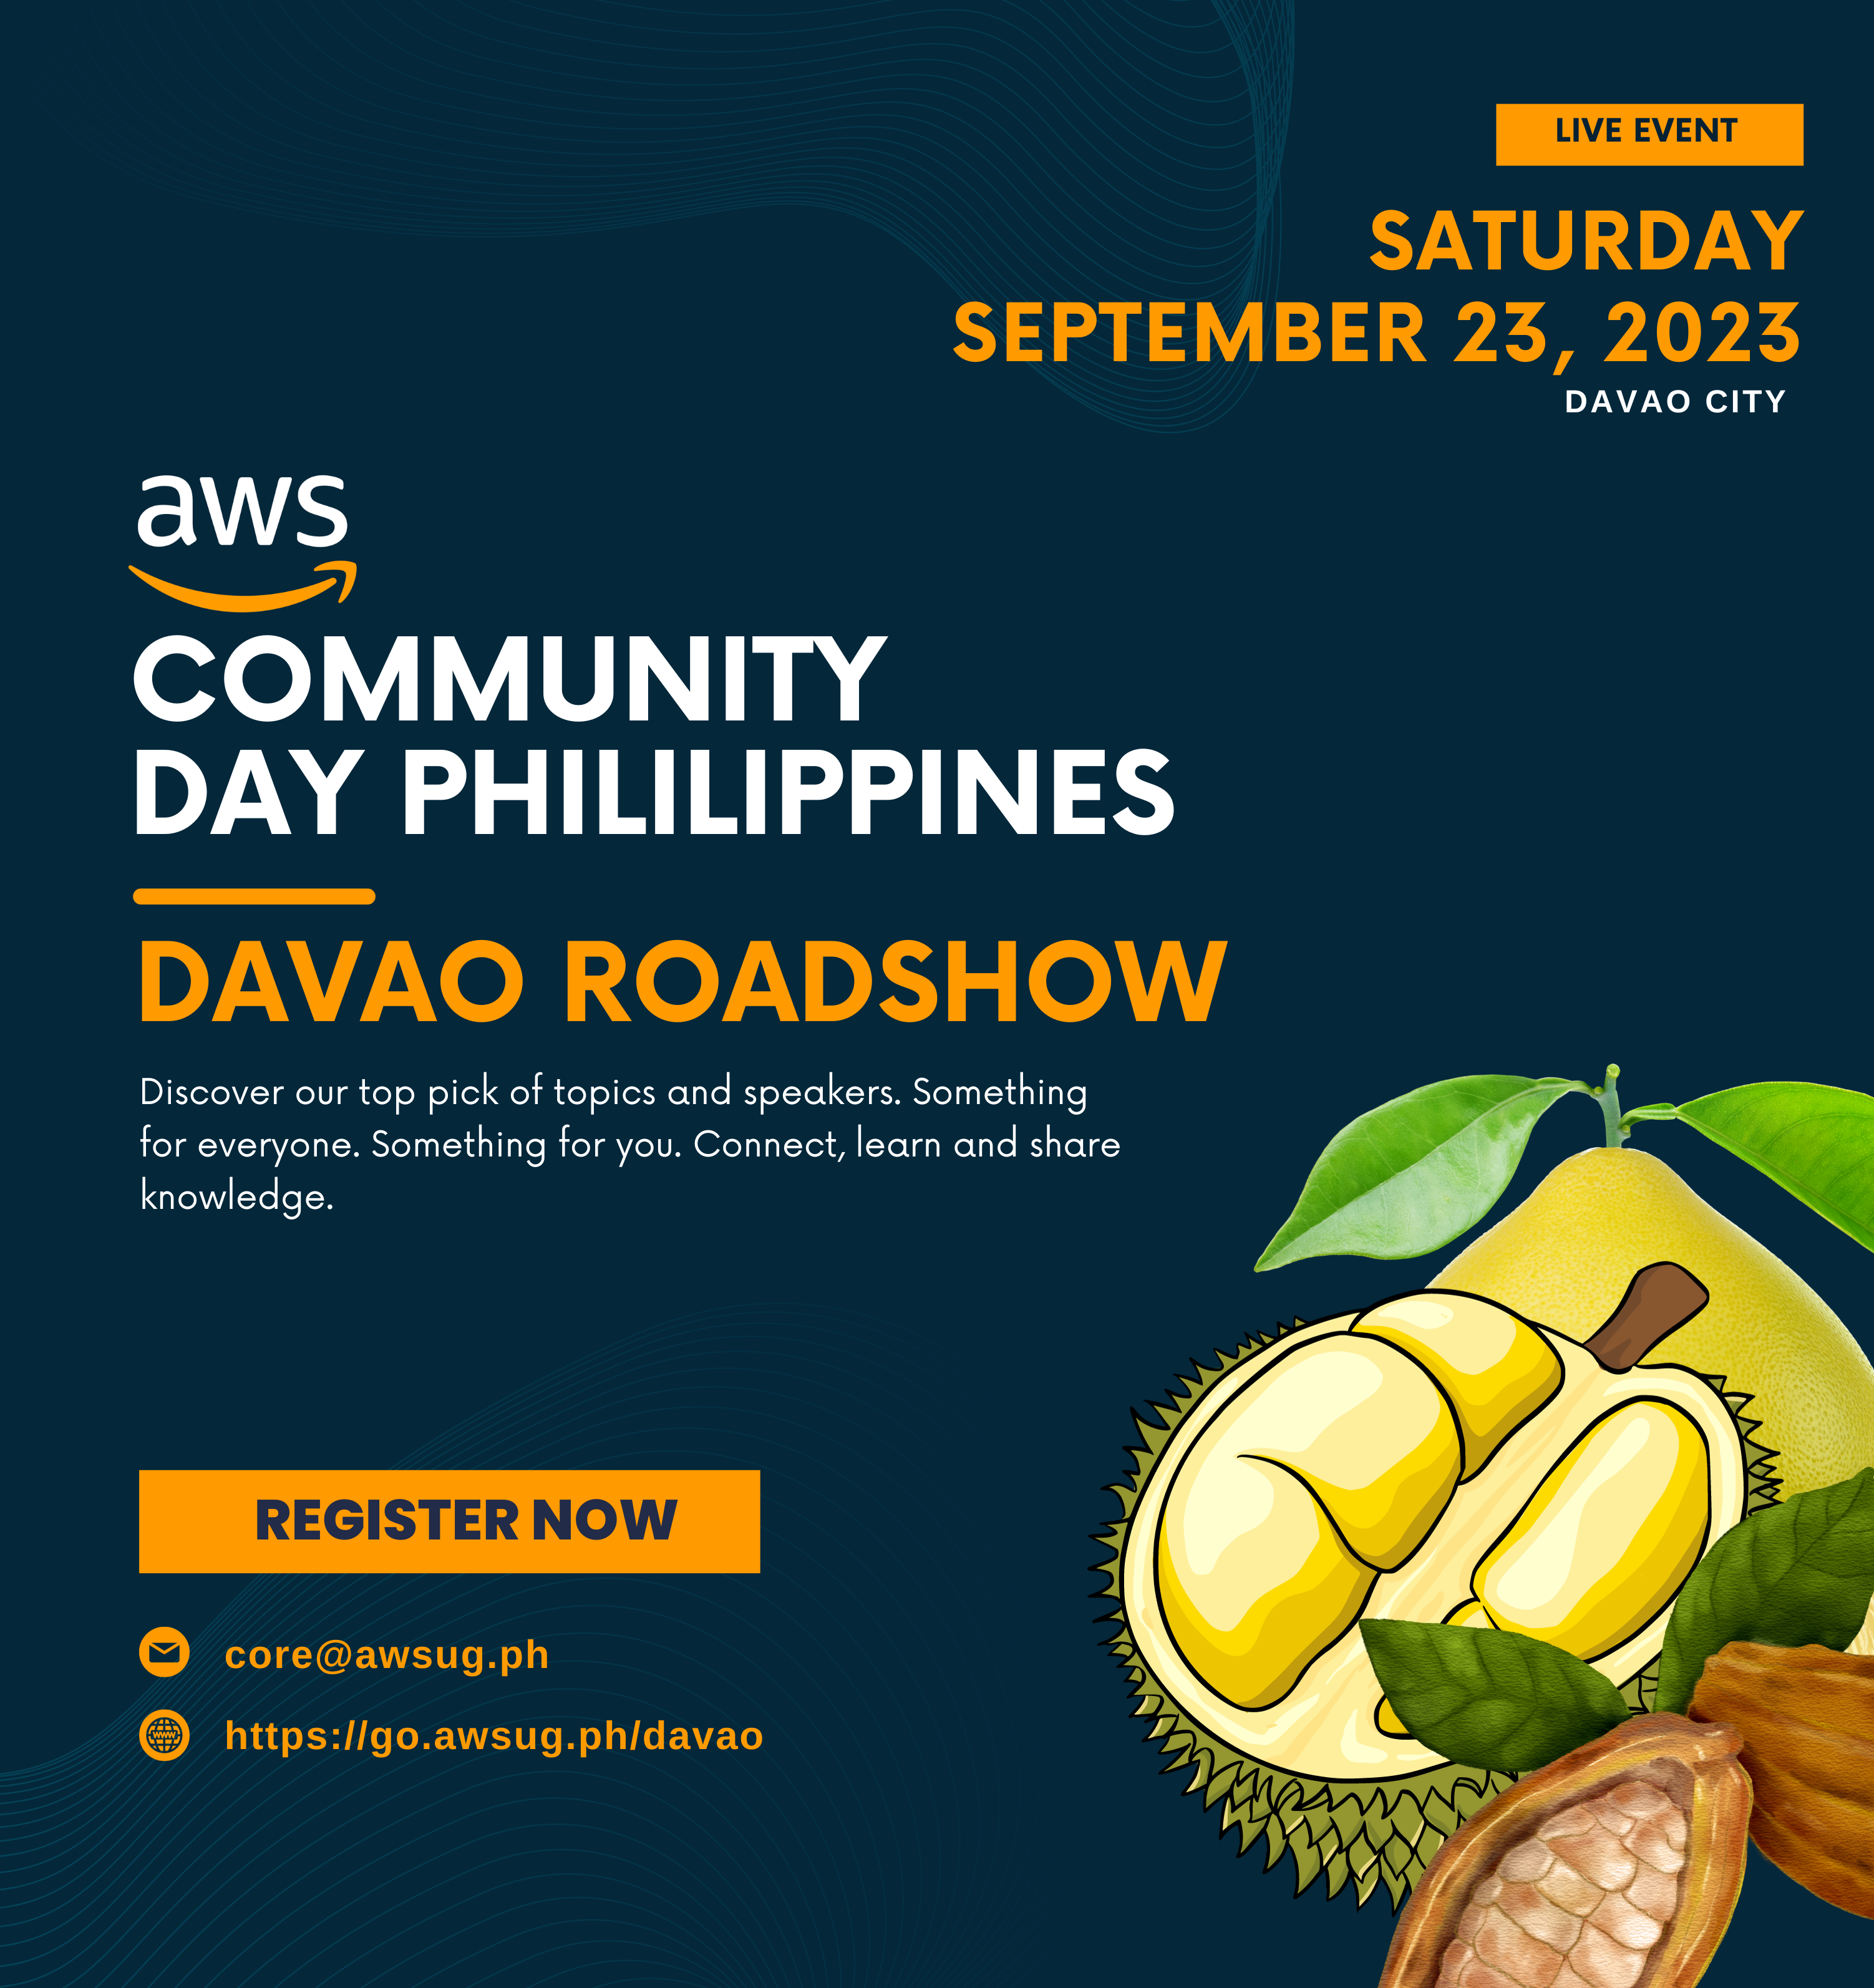 LIVE EVENT
SATURDAY
SEPTEMBER 23, 2023
DAVAO CITY
aws
COMMUNITY
DAY PHILILIPPINES
DAVAO ROADSHOW
Discover our top pick of topics and speakers. Something
for everyone. Something for you. Connect, learn and share
knowledge.
REGISTER NOW
core@awsug.ph
www
https://go.awsug.ph/davao